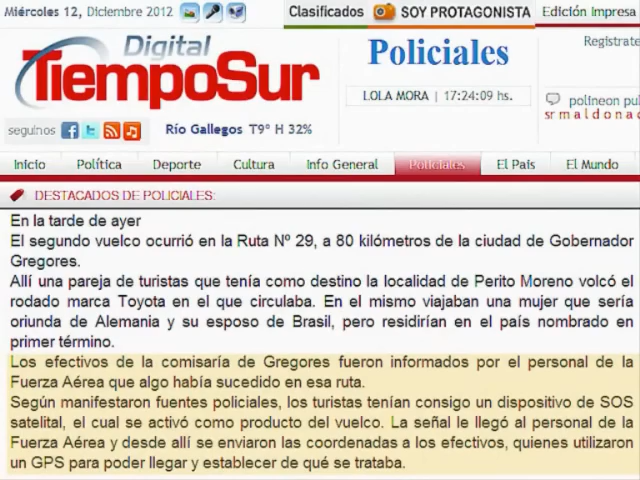 Miércoles 12, Diciembre 2012
Clasificados
SOY PROTAGONISTA
Edición Impresa
Digital
TiempoSur
Policiales
Registrate
LOLA MORA | 17:24:09 hs.
polineon pul
srmaldonac
seguinos
Río Gallegos T9° H 32%
Inicio Política Deporte Cultura Info General Policiales El País El Mundo
DESTACADOS DE POLICIALES:
En la tarde de ayer
El segundo vuelco ocurrió en la Ruta Nº 29, a 80 kilómetros de la ciudad de Gobernador
Gregores.
Allí una pareja de turistas que tenía como destino la localidad de Perito Moreno volcó el
rodado marca Toyota en el que circulaba. En el mismo viajaban una mujer que sería
oriunda de Alemania y su esposo de Brasil, pero residirían en el país nombrado en
primer término.
Los efectivos de la comisaría de Gregores fueron informados por el personal de la
Fuerza Aérea que algo había sucedido en esa ruta.
Según manifestaron fuentes policiales, los turistas tenían consigo un dispositivo de SOS
satelital, el cual se activó como producto del vuelco. La señal le llegó al personal de la
Fuerza Aérea y desde allí se enviaron las coordenadas a los efectivos, quienes utilizaron
un GPS para poder llegar y establecer de qué se trataba.